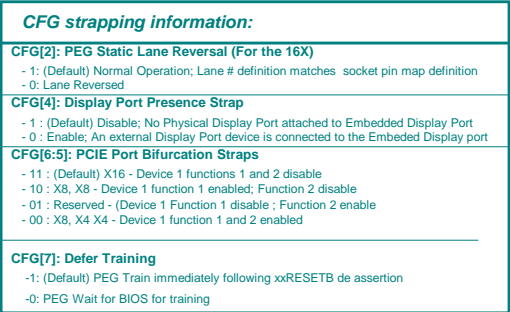 CFG strapping information:
CFG[2]: PEG Static Lane Reversal (For the 16X)
- 1: (Default) Normal Operation; Lane # definition matches socket pin map definition
- 0: Lane Reversed
CFG[4]: Display Port Presence Strap
- 1 : (Default) Disable; No Physical Display Port attached to Embedded Display Port
- 0 : Enable; An external Display Port device is connected to the Embeded Display port
CFG[6:5]: PCIE Port Bifurcation Straps
- 11 : (Default) X16 - Device 1 functions 1 and 2 disable
- 10 : X8, X8 - Device 1 function 1 enabled; Function 2 disable
- 01 : Reserved - (Device 1 Function 1 disable ; Function 2 enable
- 00 : X8, X4 X4 - Device 1 function 1 and 2 enabled
CFG[7]: Defer Training
-1: (Default) PEG Train immediately following xxRESETB de assertion
-0: PEG Wait for BIOS for training